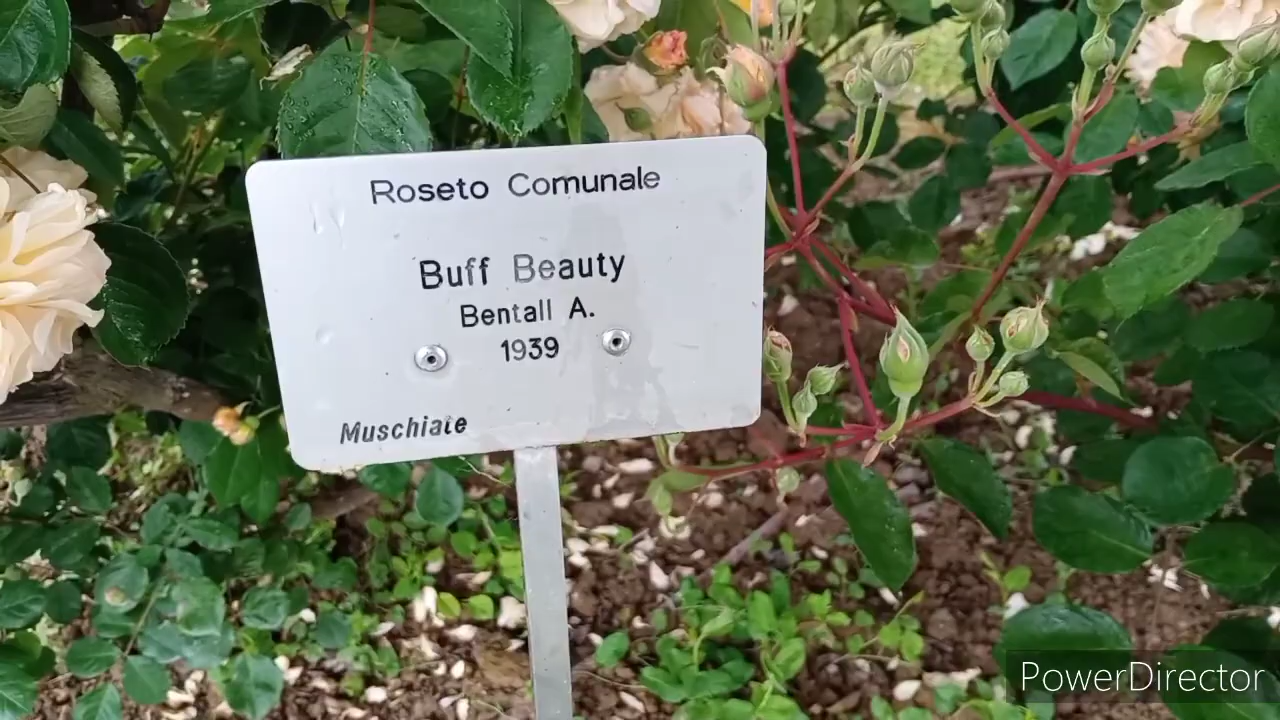 Roseto Comunale
Buff Beauty
Bentall A.
1939
Muschiate
PowerDirector